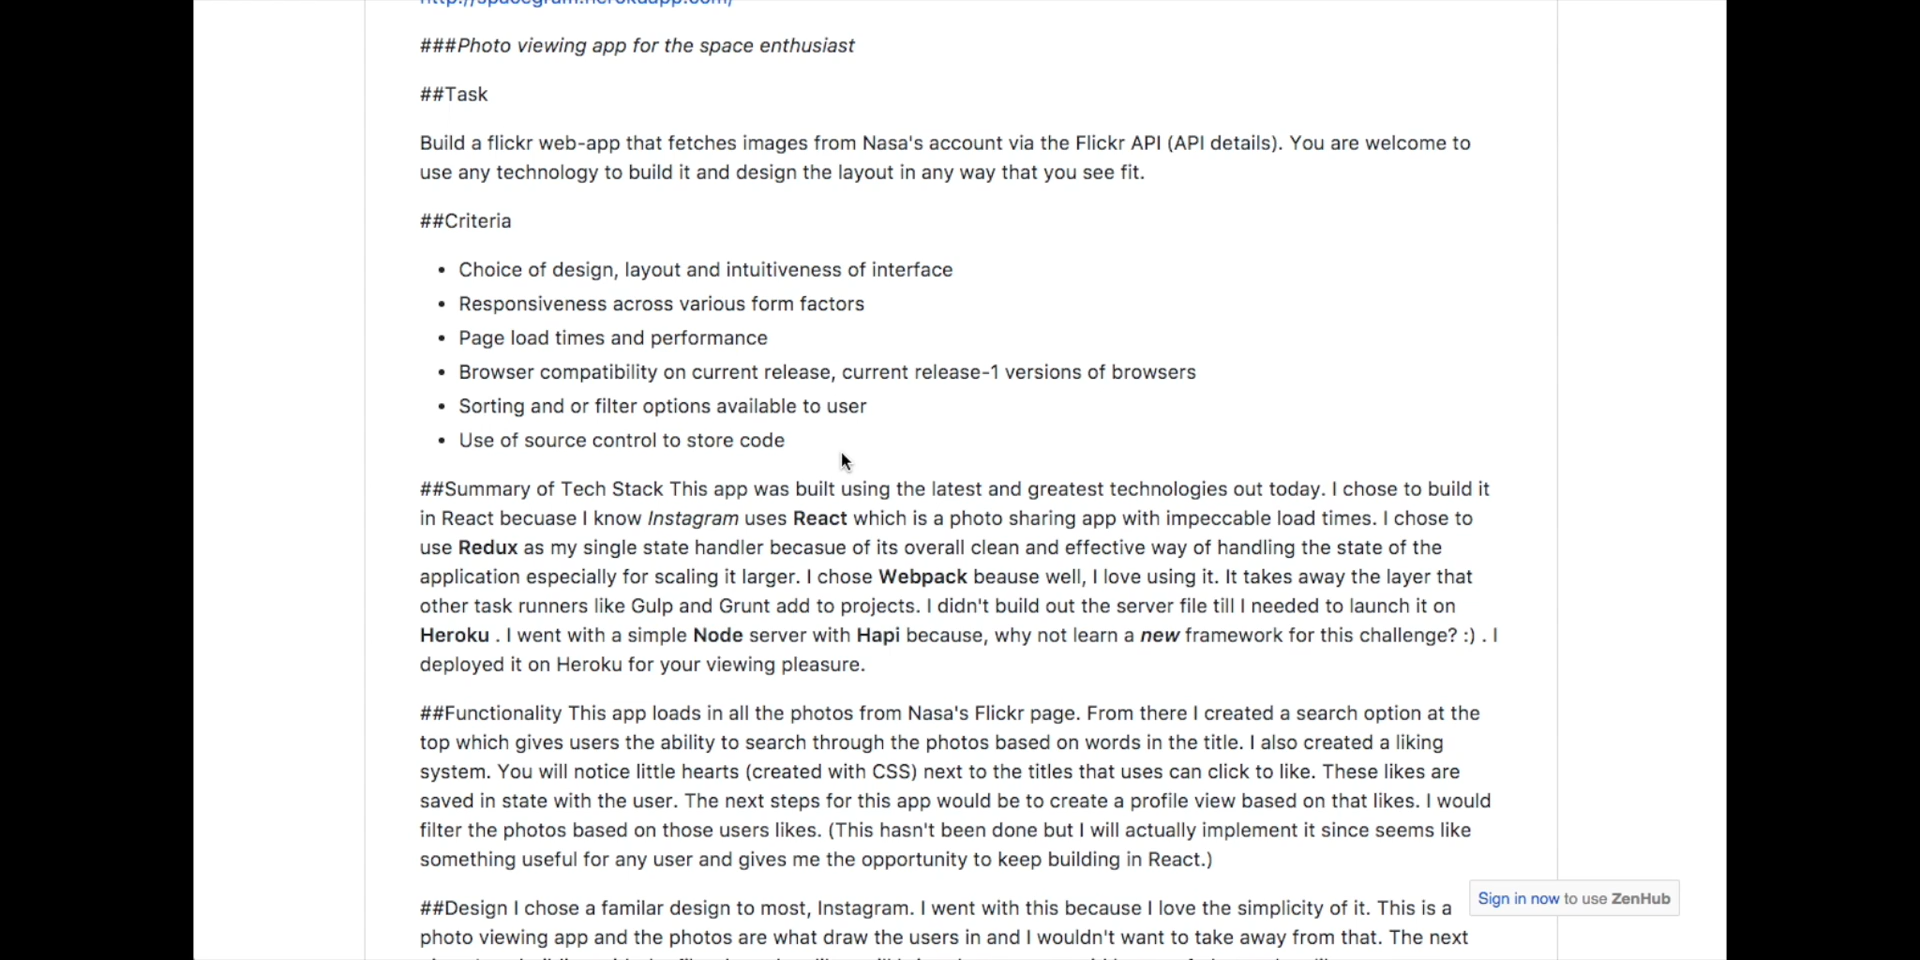 http://spacegram.herokuapp.com/
###Photo viewing app for the space enthusiast
##Task
Build a flickr web-app that fetches images from Nasa's account via the Flickr API (API details). You are welcome to
use any technology to build it and design the layout in any way that you see fit.
##Criteria
• Choice of design, layout and intuitiveness of interface
• Responsiveness across various form factors
• Page load times and performance
• Browser compatibility on current release, current release-1 versions of browsers
• Sorting and or filter options available to user
• Use of source control to store code
##Summary of Tech Stack This app was built using the latest and greatest technologies out today. I chose to build it
in React becuase I know Instagram uses React which is a photo sharing app with impeccable load times. I chose to
use Redux as my single state handler becasue of its overall clean and effective way of handling the state of the
application especially for scaling it larger. I chose Webpack beause well, I love using it. It takes away the layer that
other task runners like Gulp and Grunt add to projects. I didn't build out the server file till I needed to launch it on
Heroku . I went with a simple Node server with Hapi because, why not learn a new framework for this challenge? :) . I
deployed it on Heroku for your viewing pleasure.
##Functionality This app loads in all the photos from Nasa's Flickr page. From there I created a search option at the
top which gives users the ability to search through the photos based on words in the title. I also created a liking
system. You will notice little hearts (created with CSS) next to the titles that uses can click to like. These likes are
saved in state with the user. The next steps for this app would be to create a profile view based on that likes. I would
filter the photos based on those users likes. (This hasn't been done but I will actually implement it since seems like
something useful for any user and gives me the opportunity to keep building in React.)
##Design I chose a familar design to most, Instagram. I went with this because I love the simplicity of it. This is a
photo viewing app and the photos are what draw the users in and I wouldn't want to take away from that. The next
Sign in now to use ZenHub